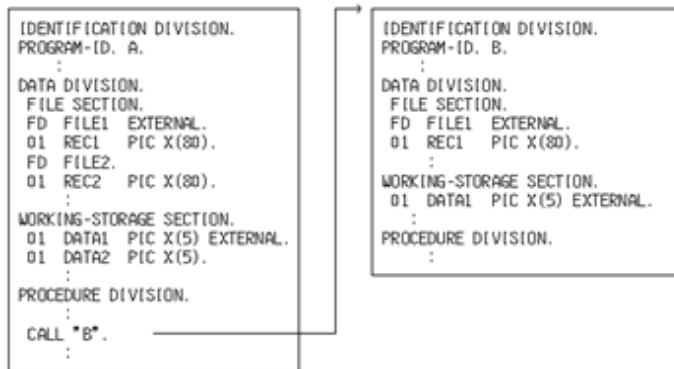 IDENTIFICATION DIVISION.
PROGRAM-ID. A.
:
DATA DIVISION.
FILE SECTION.
FD FILE1 EXTERNAL.
01 REC1 PIC X(80).
FD FILE2.
01 REC2 PIC X(80).
:
WORKING-STORAGE SECTION.
01 DATA1 PIC X(5) EXTERNAL.
01 DATA2 PIC X(5).
:
PROCEDURE DIVISION.
:
CALL "B".
:
IDENTIFICATION DIVISION.
PROGRAM-ID. B.
:
DATA DIVISION.
FILE SECTION.
FD FILE1 EXTERNAL.
01 REC1 PIC X(80).
:
WORKING-STORAGE SECTION.
01 DATA1 PIC X(5) EXTERNAL.
:
PROCEDURE DIVISION.
: